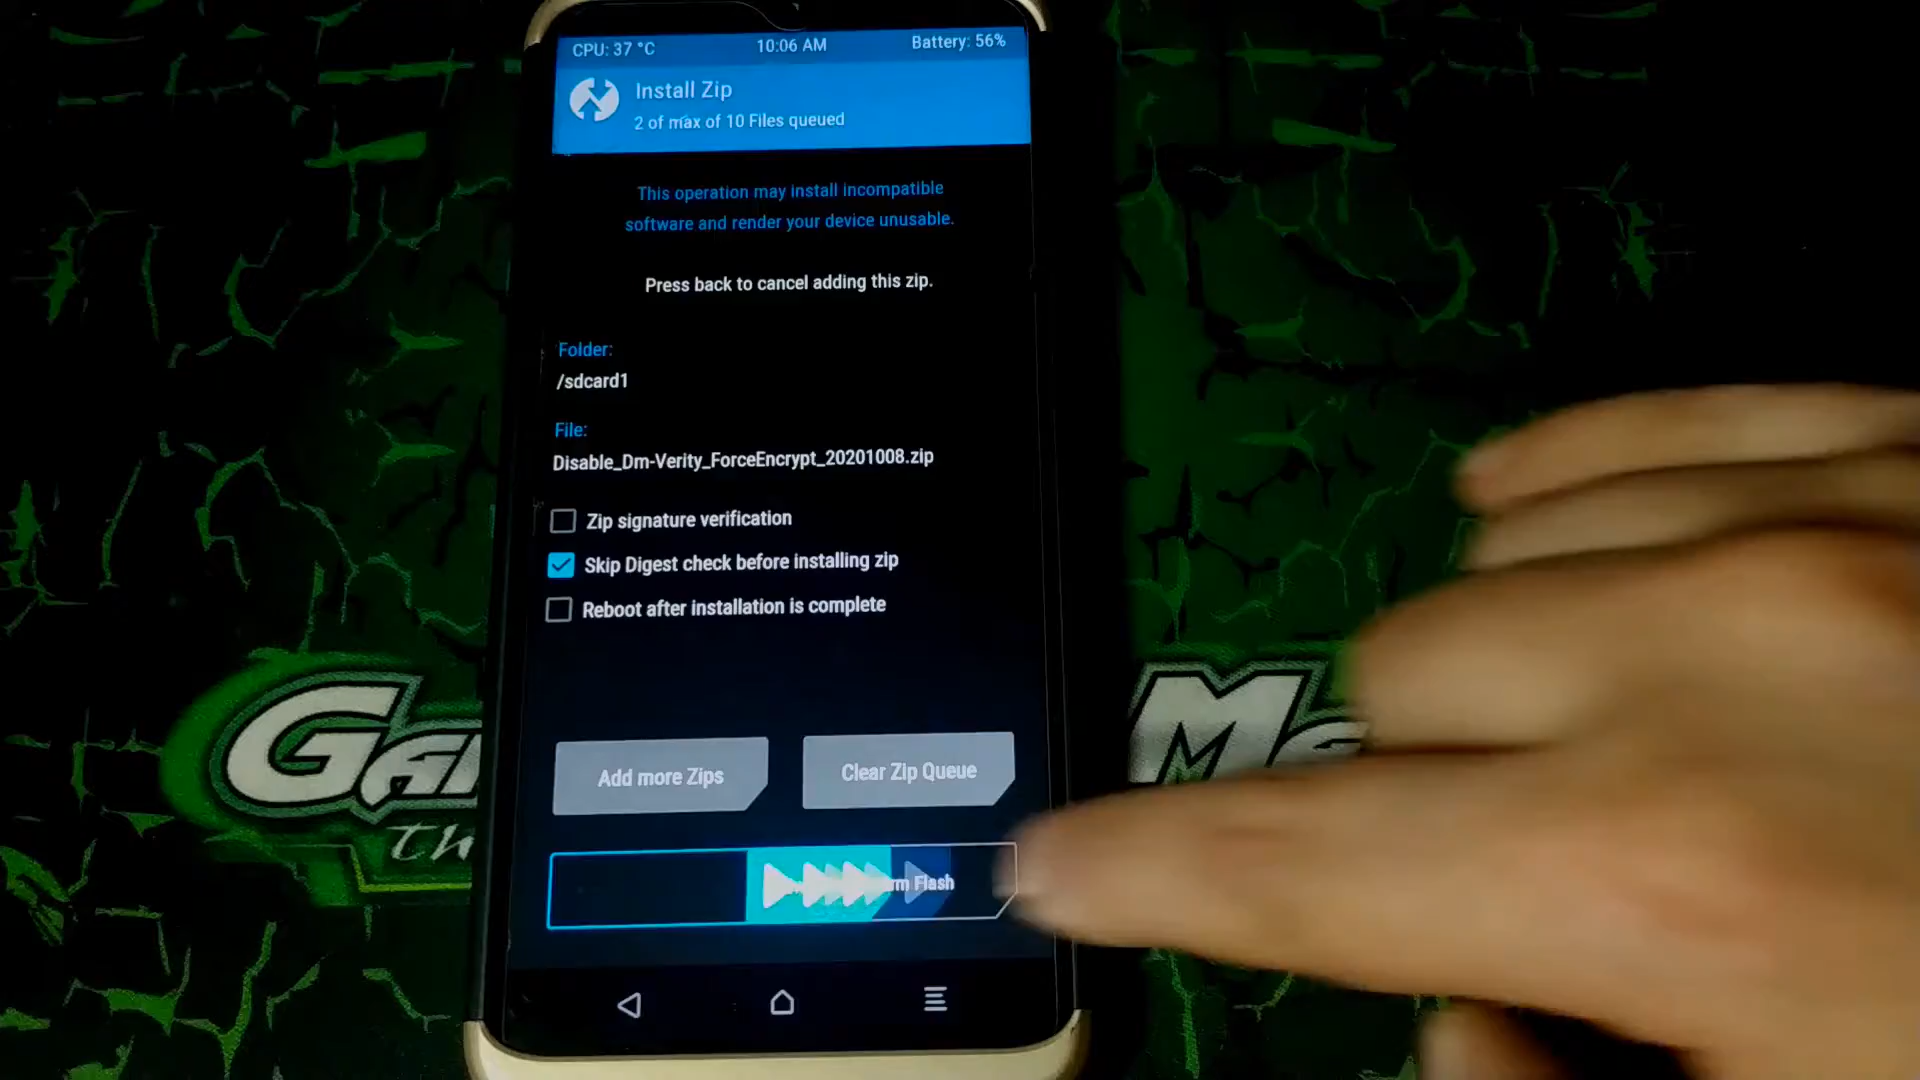 CPU: 37 °C 10:06 AM Battery: 56%
Install Zip
2 of max of 10 Files queued
This operation may install incompatible
software and render your device unusable.
Press back to cancel adding this zip.
Folder:
/sdcard1
File:
Disable_Dm-Verity_ForceEncrypt_20201008.zip
Zip signature verification
Skip Digest check before installing zip
Reboot after installation is complete
Add more Zips
Clear Zip Queue
Flash